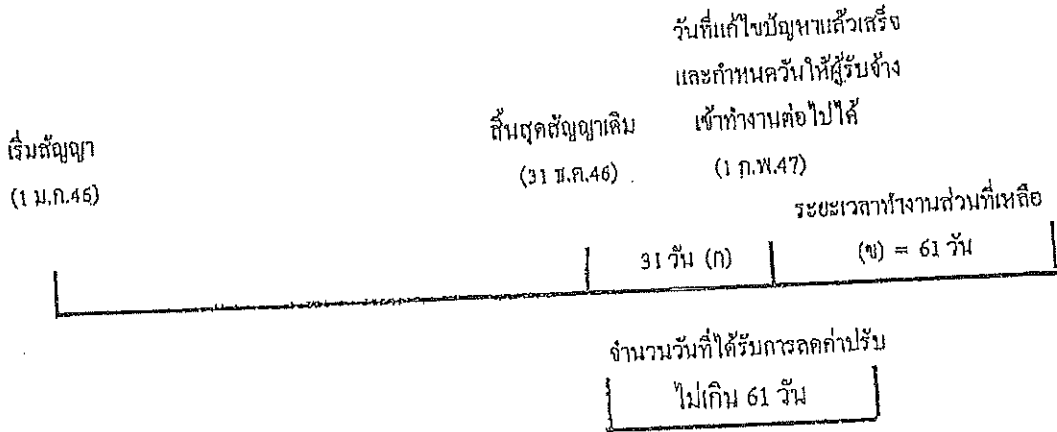 วันที่แก้ไขปัญหาแล้วเสร็จ
และกำหนดวันให้ผู้รับจ้าง
เข้าทำงานต่อไปได้
(1 ก.พ.47)
เริ่มสัญญา
(1 ม.ค.46)
สิ้นสุดสัญญาเดิม
(31 ธ.ค.46)
ระยะเวลาทำงานส่วนที่เหลือ
31 วัน (ก)
(ข) = 61 วัน
จำนวนวันที่ได้รับการลดค่าปรับ
ไม่เกิน 61 วัน